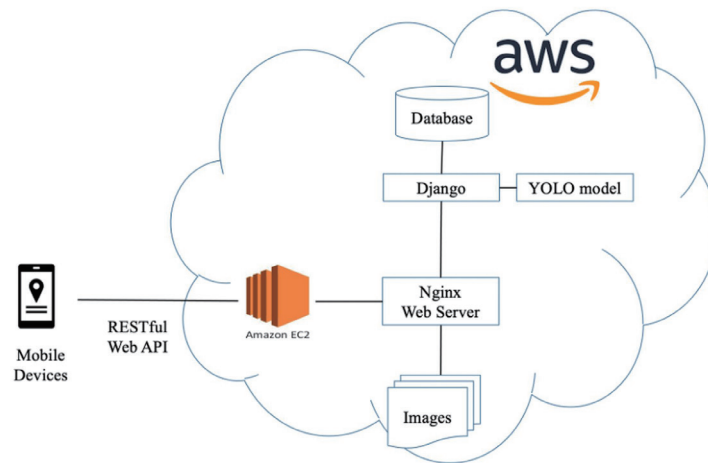 aws
Database
Django
YOLO model
Nginx
Web Server
Amazon EC2
RESTful
Web API
Mobile
Devices
Images